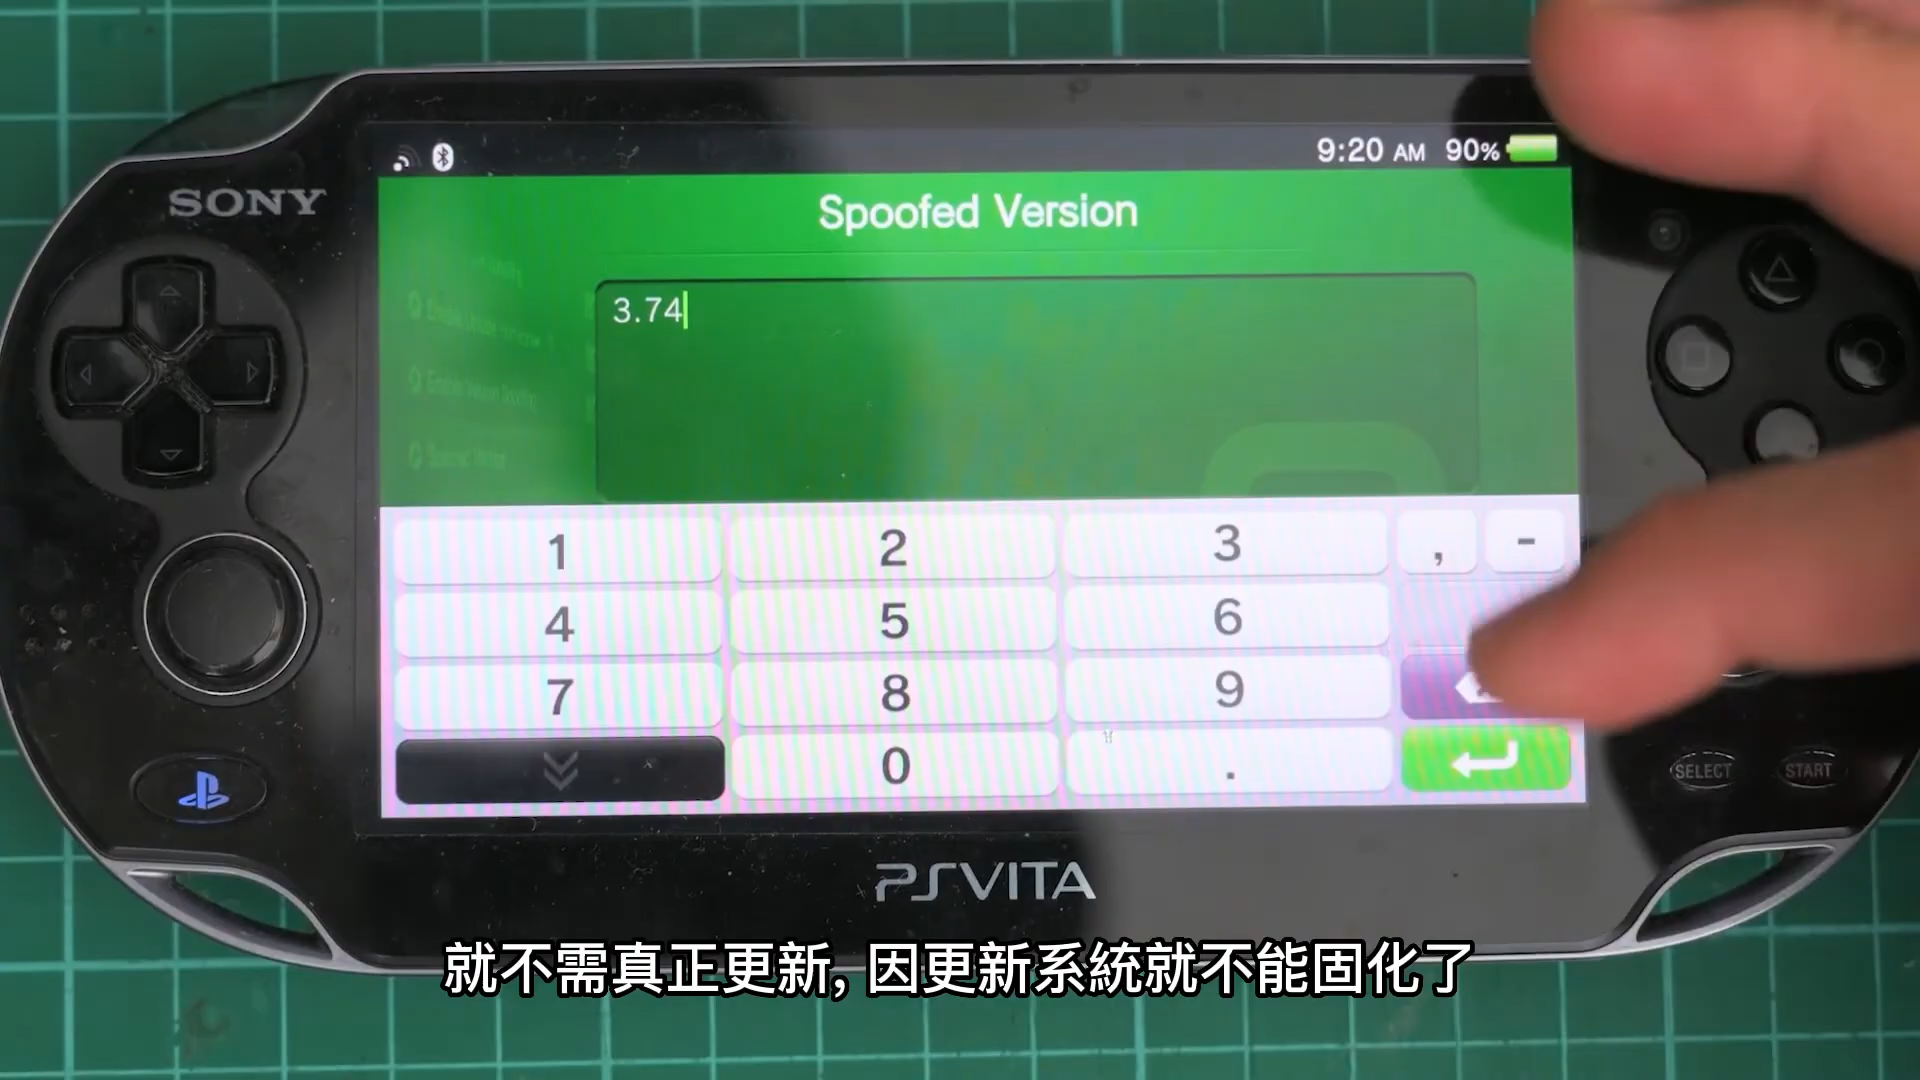 9:20 AM 90%
SONY
Spoofed Version
3.74
1 2 3 , -
4 5 6
7 8 9
0 .
SELECT START
PSVITA
就不需真正更新, 因更新系統就不能固化了